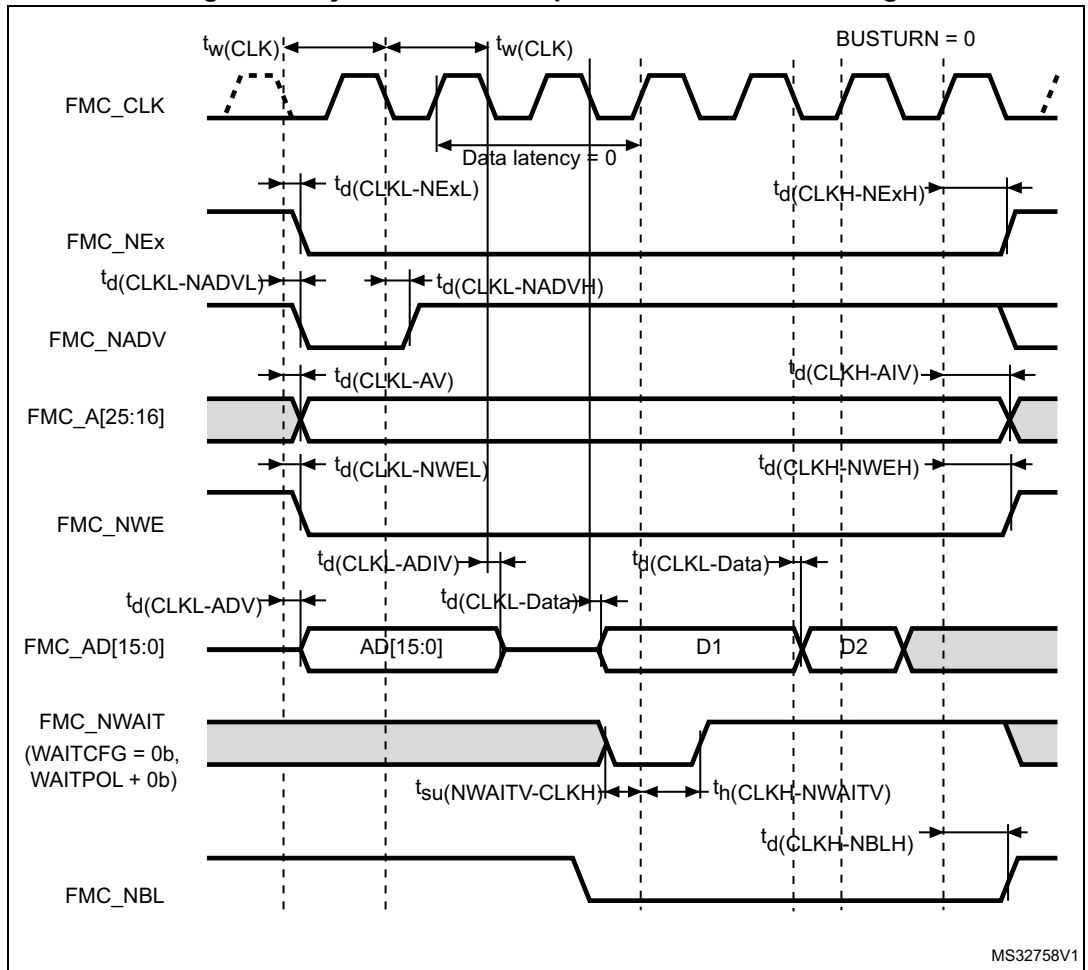 tw(CLK)
tw(CLK)
BUSTURN = 0
FMC_CLK
Data latency = 0
td(CLKL-NExL)
td(CLKH-NExH)
FMC_NEx
td(CLKL-NADVL)
td(CLKL-NADVH)
FMC_NADV
td(CLKL-AV)
td(CLKH-AIV)
FMC_A[25:16]
td(CLKL-NWEL)
td(CLKH-NWEH)
FMC_NWE
td(CLKL-ADIV)
td(CLKL-Data)
td(CLKL-ADV)
td(CLKL-Data)
FMC_AD[15:0]
AD[15:0]
D1
D2
FMC_NWAIT
(WAITCFG = 0b,
WAITPOL + 0b)
tsu(NWAITV-CLKH)
th(CLKH-NWAITV)
td(CLKH-NBLH)
FMC_NBL
MS32758V1